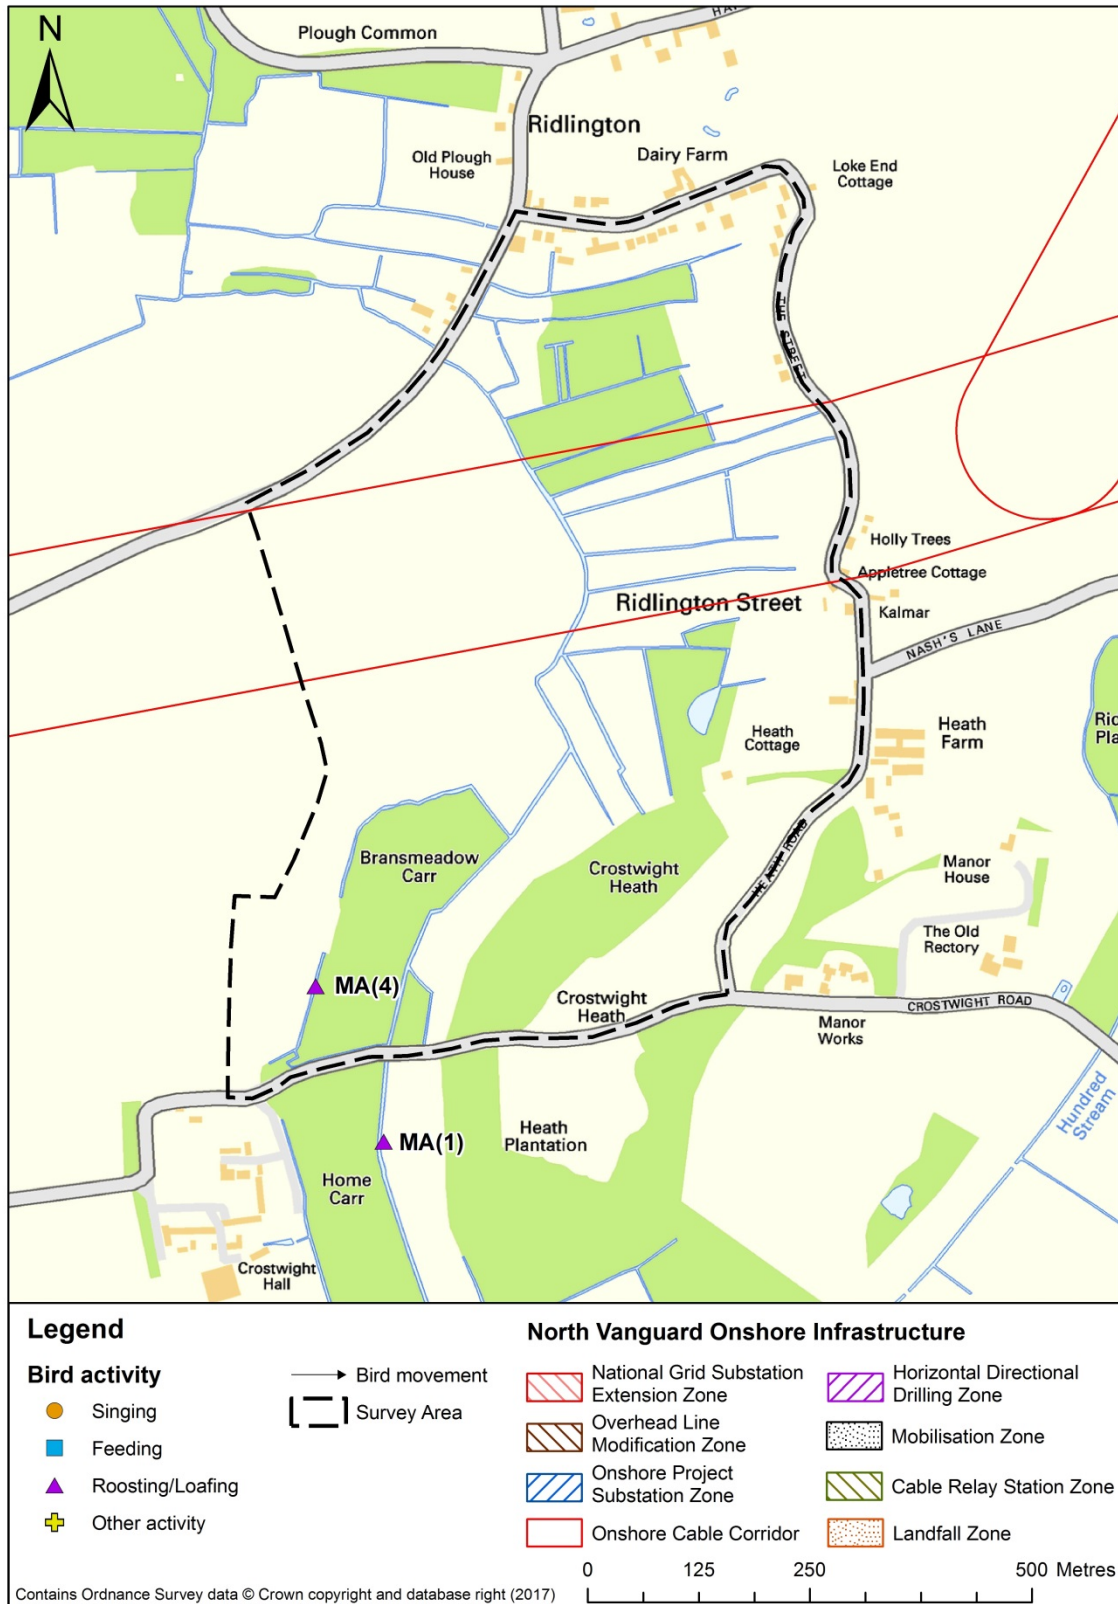 N
Plough Common
HA
Ridlington
Old Plough
House
Dairy Farm
Loke End
Cottage
THE STREET
Holly Trees
Appletree Cottage
Ridlington Street
Kalmar
NASH'S LANE
Heath
Cottage
Heath
Farm
Ric
Pla
HEATH ROAD
Bransmeadow
Carr
Crostwight
Heath
Manor
House
The Old
Rectory
MA(4)
Crostwight
Heath
CROSTWIGHT ROAD
Manor
Works
Hundred
Stream
MA(1)
Heath
Plantation
Home
Carr
Crostwight
Hall
Legend
Bird activity
Singing
Feeding
Roosting/Loafing
Other activity
Bird movement
Survey Area
North Vanguard Onshore Infrastructure
National Grid Substation
Extension Zone
Overhead Line
Modification Zone
Onshore Project
Substation Zone
Onshore Cable Corridor
Horizontal Directional
Drilling Zone
Mobilisation Zone
Cable Relay Station Zone
Landfall Zone
0 125 250 500 Metres
Contains Ordnance Survey data © Crown copyright and database right (2017)